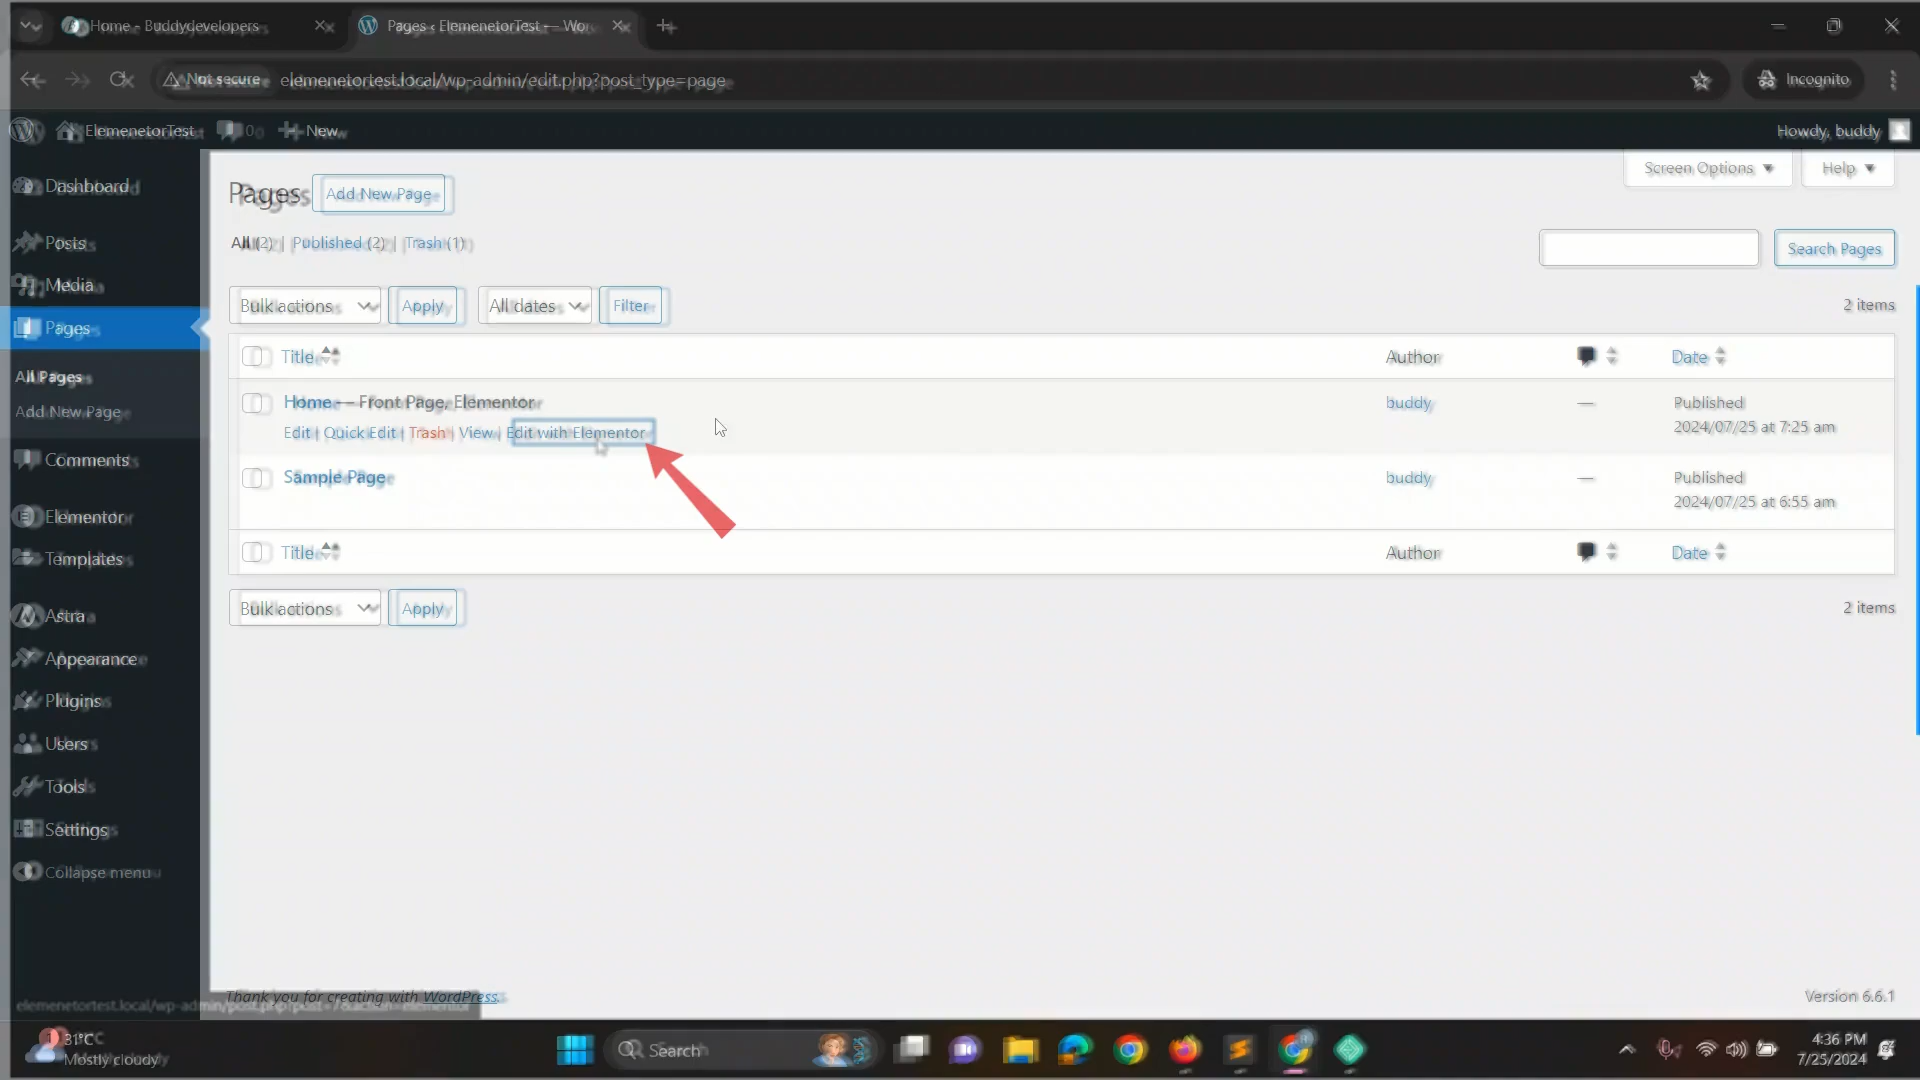 Home - Buddydevelopers
Pages ‹ ElemenetorTest — Wo
Not secure
elemenetortest.local/wp-admin/edit.php?post_type=page
Incognito
ElemenetorTest
0
New
Howdy, buddy
Dashboard
Posts
Media
Pages
All Pages
Add New Page
Comments
Elementor
Templates
Astra
Appearance
Plugins
Users
Tools
Settings
Collapse menu
Pages
Add New Page
Screen Options
Help
All (2) | Published (2) | Trash (1)
Search Pages
Bulk actions
Apply
All dates
Filter
2 items
Title
Author
Date
Home — Front Page, Elementor
buddy
—
Published
2024/07/25 at 7:25 am
Edit | Quick Edit | Trash | View | Edit with Elementor
Sample Page
buddy
—
Published
2024/07/25 at 6:55 am
Title
Author
Date
Bulk actions
Apply
2 items
Thank you for creating with WordPress.
Version 6.6.1
31°C
Mostly cloudy
Search
4:36 PM
7/25/2024